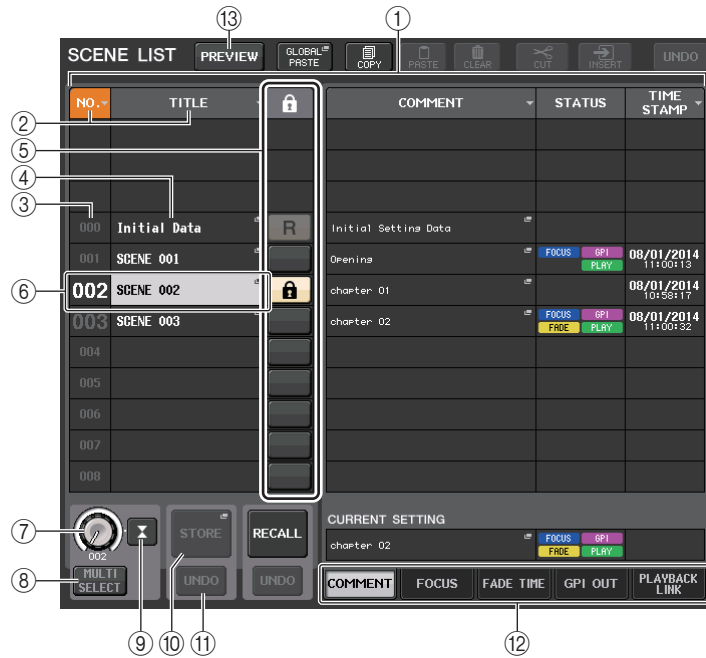 ⑬ ①
SCENE LIST PREVIEW GLOBAL PASTE COPY PASTE CLEAR CUT INSERT UNDO
② NO. TITLE COMMENT STATUS TIME STAMP
⑤
④
③ 000 Initial Data R Initial Setting Data
001 SCENE 001 Opening FOCUS GPI PLAY 08/01/2014 11:00:13
⑥ 002 SCENE 002 chapter 01 08/01/2014 10:58:17
003 SCENE 003 chapter 02 FOCUS GPI FADE PLAY 08/01/2014 11:00:32
004
005
006
007
008
CURRENT SETTING
⑦ 002 STORE RECALL chapter 02 FOCUS GPI FADE PLAY
⑧ MULTI SELECT UNDO UNDO COMMENT FOCUS FADE TIME GPI OUT PLAYBACK LINK
⑨ ⑩ ⑪ ⑫